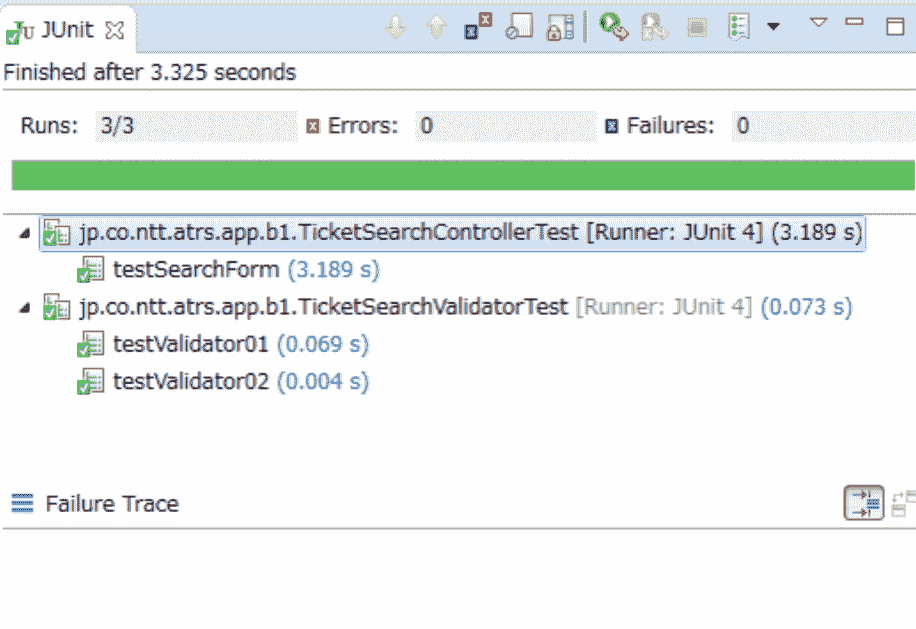 JUnit
Finished after 3.325 seconds
Runs: 3/3 Errors: 0 Failures: 0
jp.co.ntt.atrs.app.b1.TicketSearchControllerTest [Runner: JUnit 4] (3.189 s)
testSearchForm (3.189 s)
jp.co.ntt.atrs.app.b1.TicketSearchValidatorTest [Runner: JUnit 4] (0.073 s)
testValidator01 (0.069 s)
testValidator02 (0.004 s)
Failure Trace